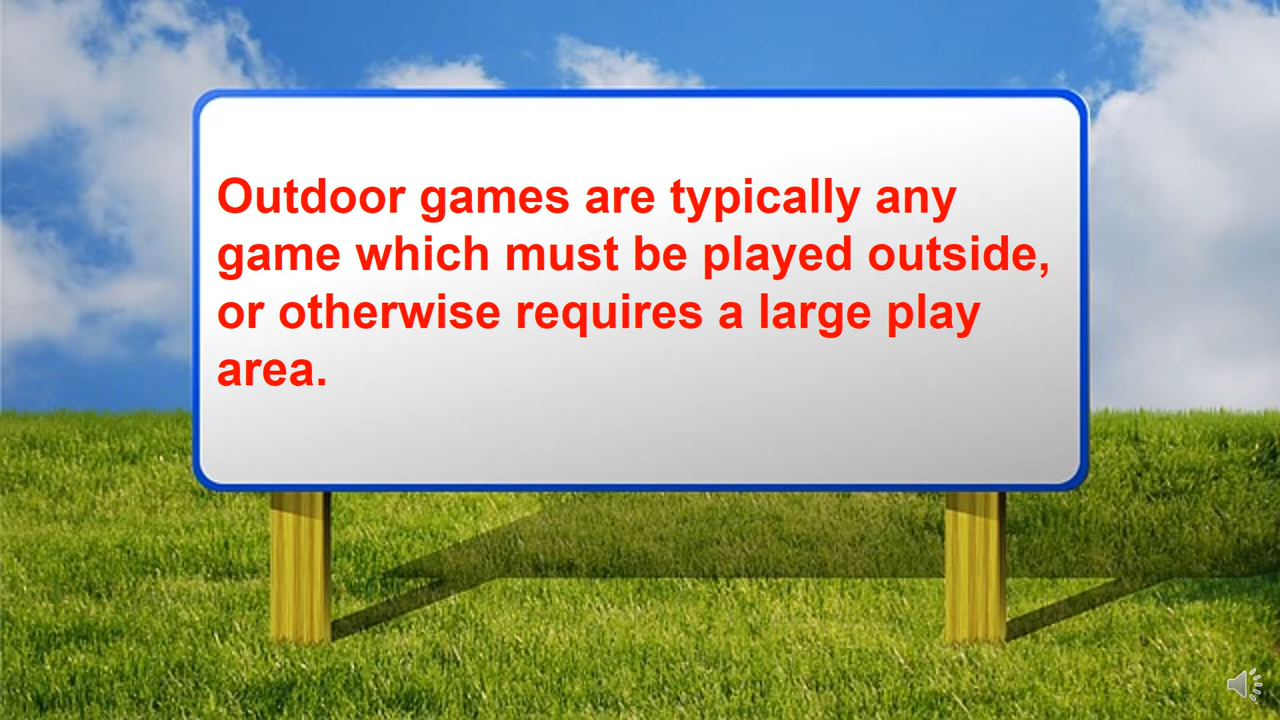 Outdoor games are typically any
game which must be played outside,
or otherwise requires a large play
area.